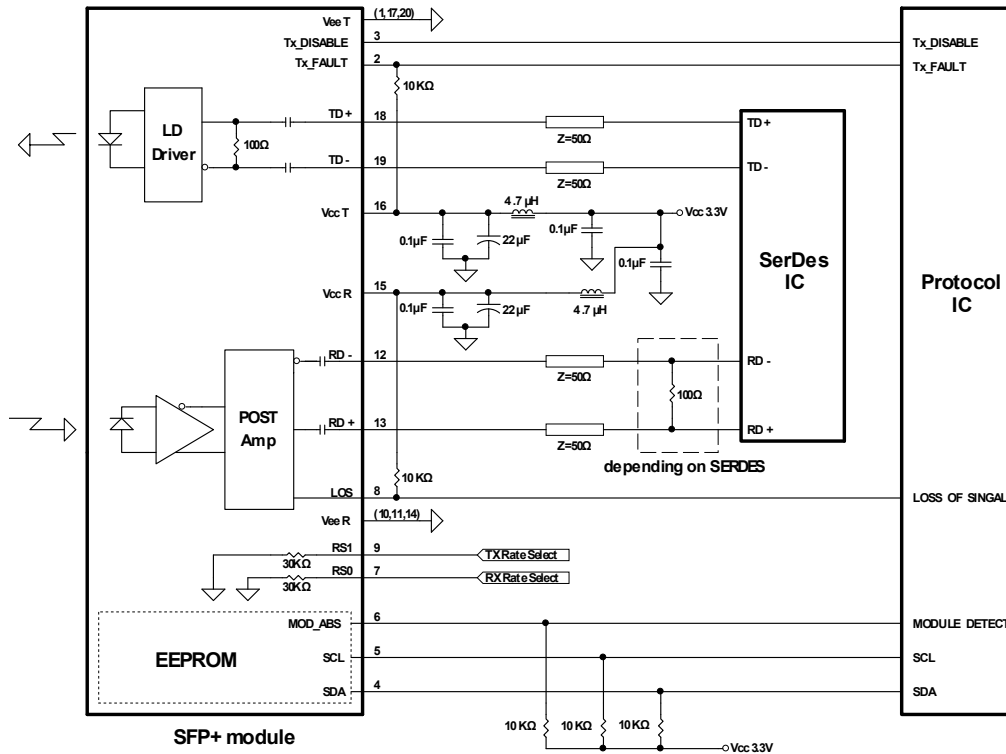 Vee T
(1,17,20)
Tx_DISABLE
3
Tx_DISABLE
Tx_FAULT
2
Tx_FAULT
10 KΩ
LD
Driver
100Ω
TD +
18
Z=50Ω
TD +
TD -
19
Z=50Ω
TD -
Vcc T
16
4.7 µH
Vcc 3.3V
0.1µF
22µF
0.1µF
0.1µF
SerDes
IC
Protocol
IC
Vcc R
15
0.1µF
22µF
4.7 µH
RD -
12
Z=50Ω
RD -
POST
Amp
100Ω
RD +
13
Z=50Ω
RD +
depending on SERDES
10 KΩ
LOS
8
LOSS OF SINGAL
Vee R
(10,11,14)
RS1
9
TX Rate Select
30KΩ
RS0
7
RX Rate Select
30KΩ
MOD_ABS
6
MODULE DETECT
EEPROM
SCL
5
SCL
SDA
4
SDA
10 KΩ
10 KΩ
10 KΩ
Vcc 3.3V
SFP+ module